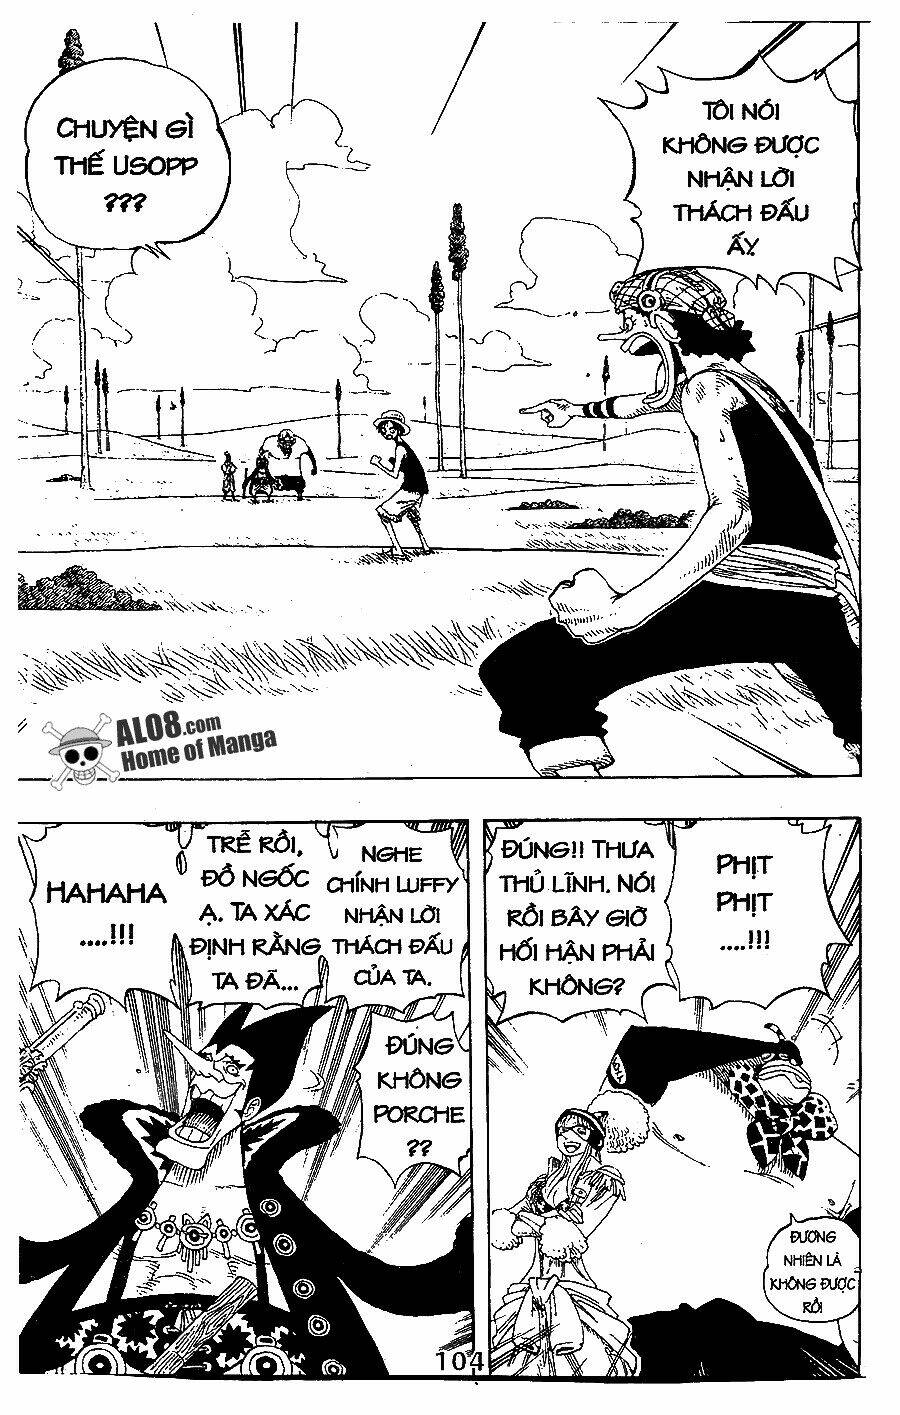 TÔI NÓI
KHÔNG ĐƯỢC
NHẬN LỜI
THÁCH ĐẤU
ẤY.
CHUYỆN GÌ
THẾ USOPP
???
AL08.com
Home of Manga
PHỊT
PHỊT
....!!!
ĐÚNG!! THƯA
THỦ LĨNH. NÓI
RỒI BÂY GIỜ
HỐI HẬN PHẢI
KHÔNG?
ĐƯƠNG
NHIÊN LÀ
KHÔNG ĐƯỢC
RỒI
NGHE
CHÍNH LUFFY
NHẬN LỜI
THÁCH ĐẤU
CỦA TA.
TRỄ RỒI,
ĐỒ NGỐC
Ạ. TA XÁC
ĐỊNH RẰNG
TA ĐÃ...
HAHAHA
....!!!
ĐÚNG
KHÔNG
PORCHE
??
104